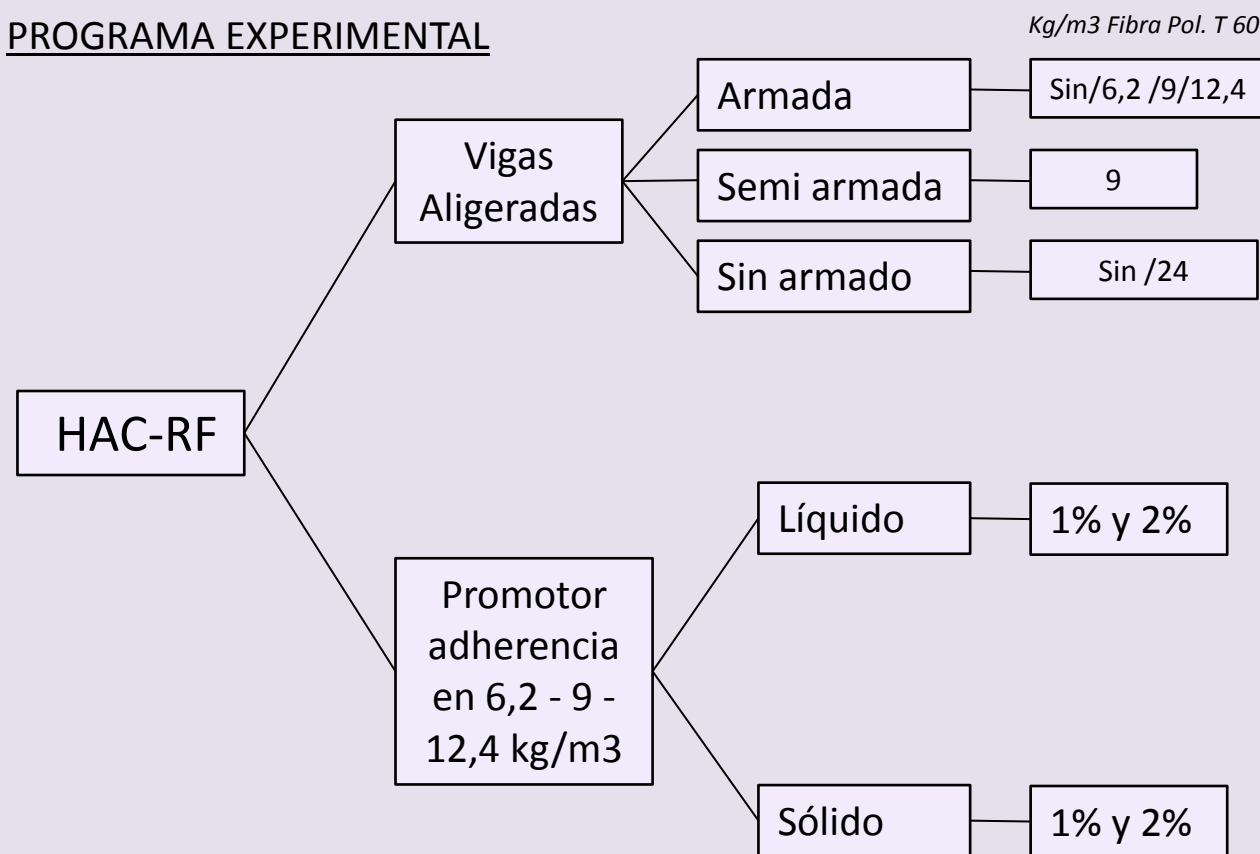 PROGRAMA EXPERIMENTAL
Kg/m3 Fibra Pol. T 60
Armada
Sin/6,2 /9/12,4
Vigas
Aligeradas
Semi armada
9
Sin armado
Sin /24
HAC-RF
Líquido
1% y 2%
Promotor
adherencia
en 6,2 - 9 -
12,4 kg/m3
Sólido
1% y 2%